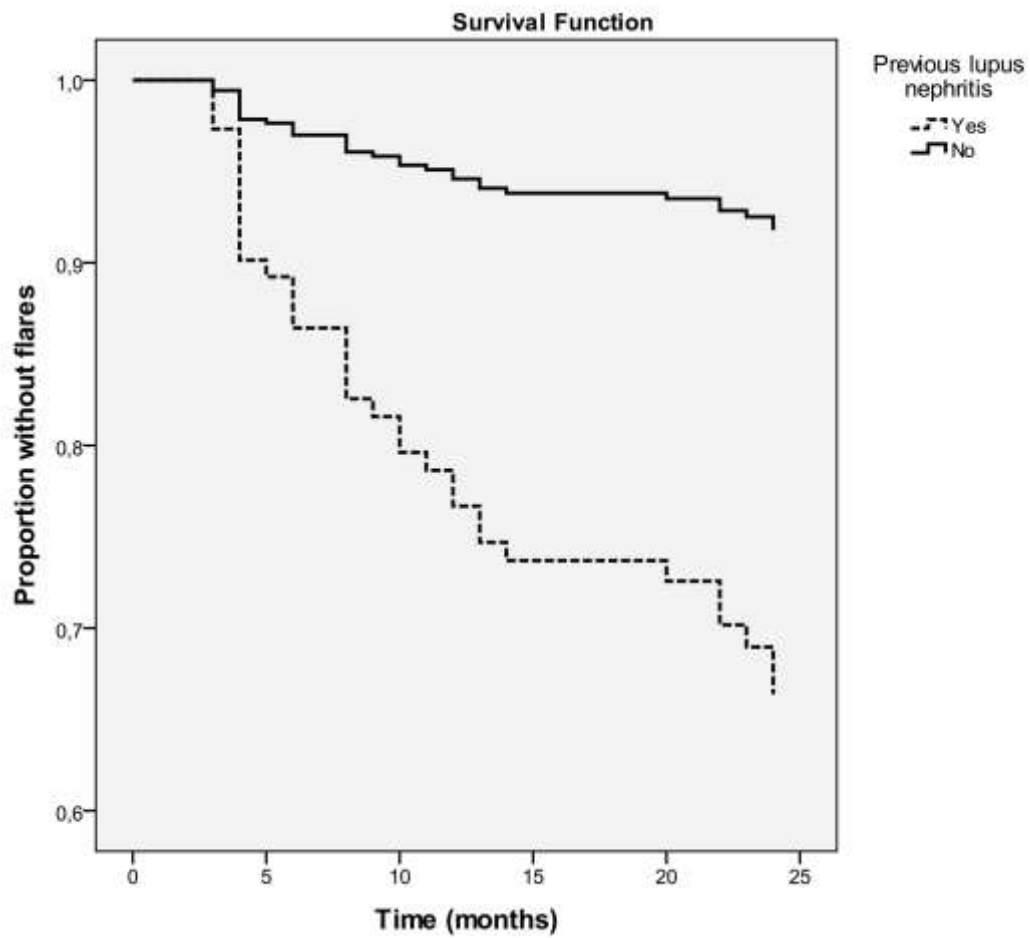 Survival Function
Previous lupus
nephritis
Yes
No
Proportion without flares
1,0
0,9
0,8
0,7
0,6
0
5
10
15
20
25
Time (months)